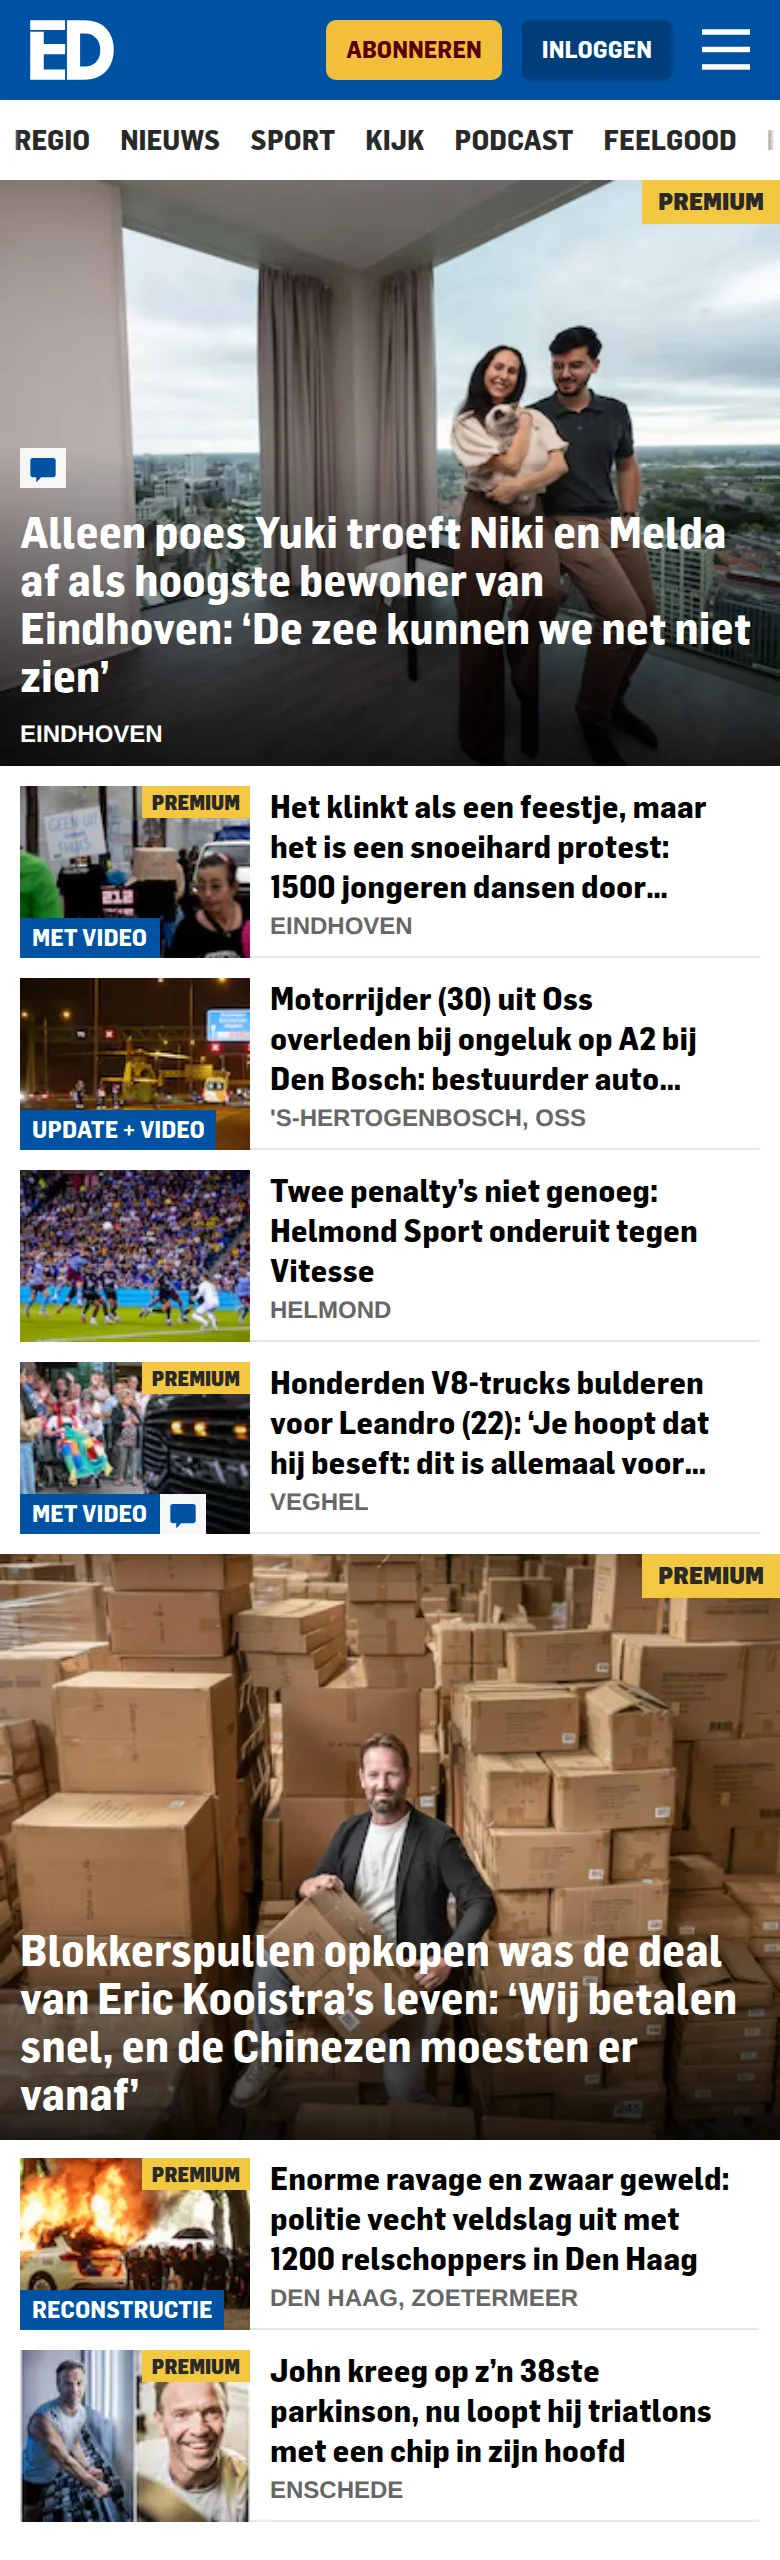 ED
ABONNEREN
INLOGGEN
REGIO NIEUWS SPORT KIJK PODCAST FEELGOOD
PREMIUM
Alleen poes Yuki troeft Niki en Melda
af als hoogste bewoner van
Eindhoven: ‘De zee kunnen we net niet
zien’
EINDHOVEN
PREMIUM
GEEN UIT
THUIS
MET VIDEO
Het klinkt als een feestje, maar
het is een snoeihard protest:
1500 jongeren dansen door...
EINDHOVEN
UPDATE + VIDEO
Motorrijder (30) uit Oss
overleden bij ongeluk op A2 bij
Den Bosch: bestuurder auto...
'S-HERTOGENBOSCH, OSS
Twee penalty’s niet genoeg:
Helmond Sport onderuit tegen
Vitesse
HELMOND
PREMIUM
MET VIDEO
Honderden V8-trucks bulderen
voor Leandro (22): ‘Je hoopt dat
hij beseft: dit is allemaal voor...
VEGHEL
PREMIUM
Blokkerspullen opkopen was de deal
van Eric Kooistra’s leven: ‘Wij betalen
snel, en de Chinezen moesten er
vanaf’
PREMIUM
RECONSTRUCTIE
Enorme ravage en zwaar geweld:
politie vecht veldslag uit met
1200 relschoppers in Den Haag
DEN HAAG, ZOETERMEER
PREMIUM
John kreeg op z’n 38ste
parkinson, nu loopt hij triatlons
met een chip in zijn hoofd
ENSCHEDE